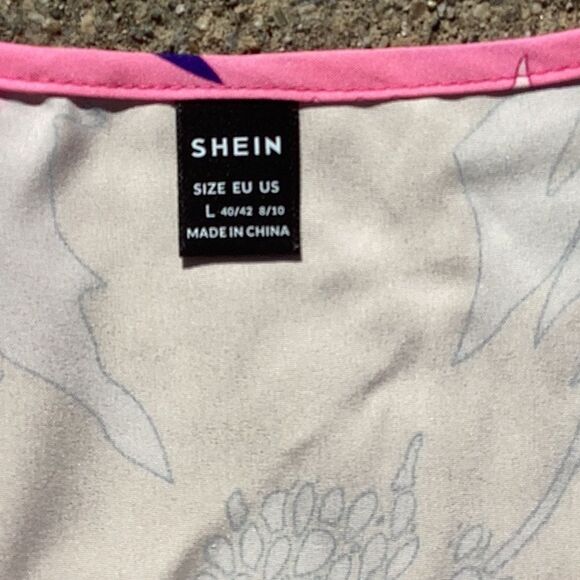 SHEIN
SIZE EU US
L 40/42 8/10
MADE IN CHINA